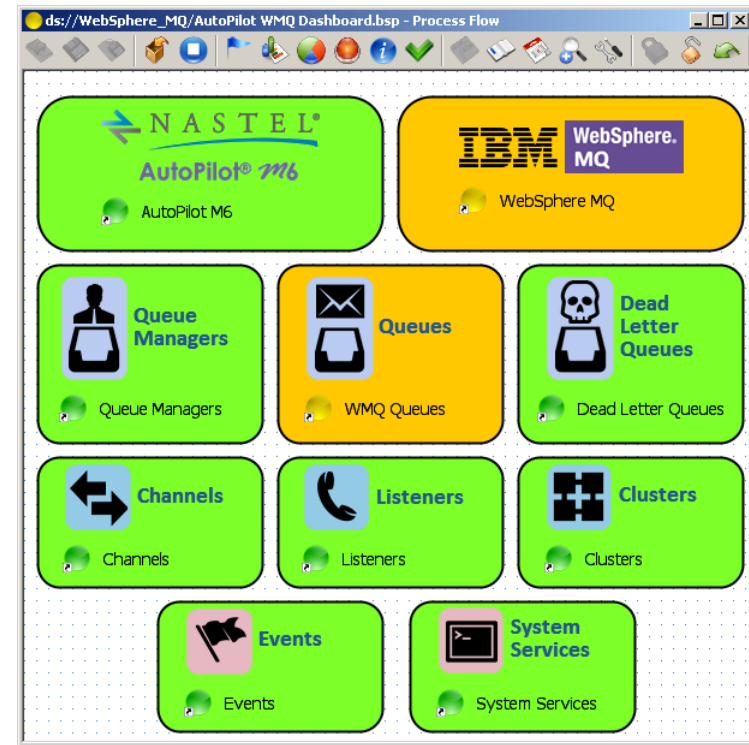 ds://WebSphere_MQ/AutoPilot WMQ Dashboard.bsp - Process Flow
NASTEL®
AutoPilot® M6
AutoPilot M6
IBM
WebSphere.
MQ
WebSphere MQ
Queue
Managers
Queue Managers
Queues
WMQ Queues
Dead
Letter
Queues
Dead Letter Queues
Channels
Channels
Listeners
Listeners
Clusters
Clusters
Events
Events
System
Services
System Services